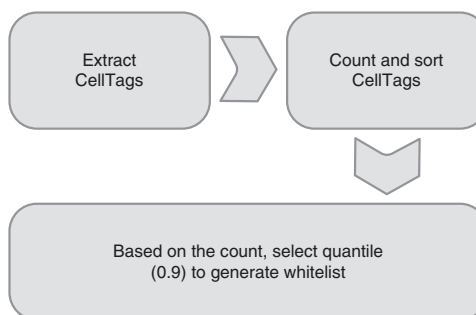 Extract
CellTags
Count and sort
CellTags
Based on the count, select quantile
(0.9) to generate whitelist